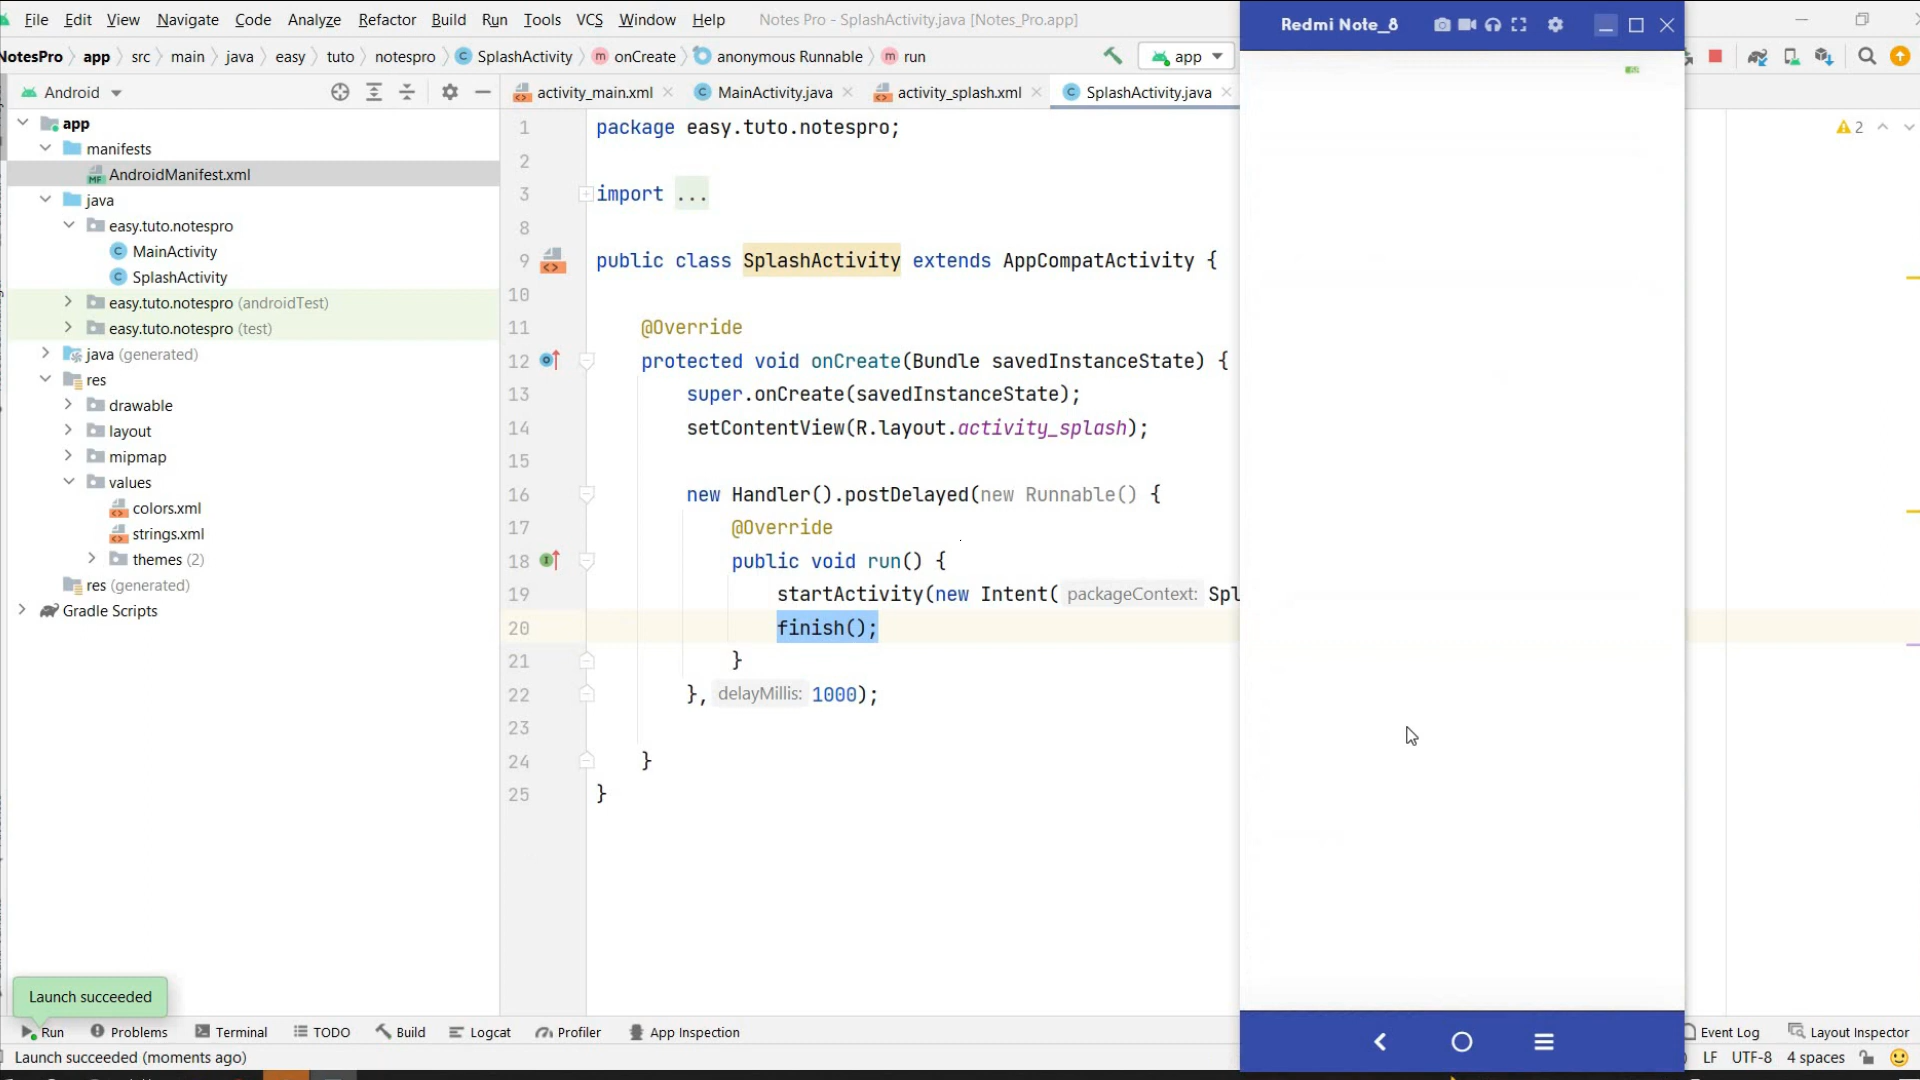 File Edit View Navigate Code Analyze Refactor Build Run Tools VCS Window Help Notes Pro - SplashActivity.java [Notes_Pro.app]
Redmi Note_8
NotesPro app src main java easy tuto notespro SplashActivity onCreate anonymous Runnable run
app
Android
activity_main.xml MainActivity.java activity_splash.xml SplashActivity.java
app
manifests
AndroidManifest.xml
java
easy.tuto.notespro
MainActivity
SplashActivity
easy.tuto.notespro (androidTest)
easy.tuto.notespro (test)
java (generated)
res
drawable
layout
mipmap
values
colors.xml
strings.xml
themes (2)
res (generated)
Gradle Scripts
1 package easy.tuto.notespro;
2
3 import ...
8
9 public class SplashActivity extends AppCompatActivity {
10
11 @Override
12 protected void onCreate(Bundle savedInstanceState) {
13 super.onCreate(savedInstanceState);
14 setContentView(R.layout.activity_splash);
15
16 new Handler().postDelayed(new Runnable() {
17 @Override
18 public void run() {
19 startActivity(new Intent( packageContext: Spl
20 finish();
21 }
22 }, delayMillis: 1000);
23
24 }
25 }
2
Launch succeeded
Run Problems Terminal TODO Build Logcat Profiler App Inspection Event Log Layout Inspector
Launch succeeded (moments ago) LF UTF-8 4 spaces